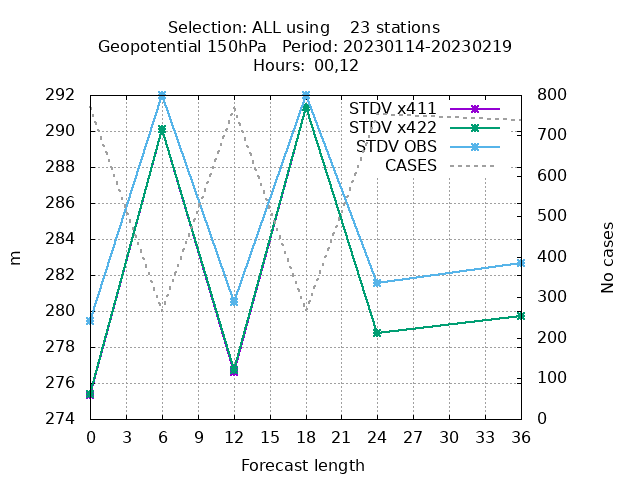 Selection: ALL using 23 stations
Geopotential 150hPa Period: 20230114-20230219
Hours: 00,12
292 800
STDV x411
290 STDV x422 700
STDV OBS
288 CASES 600
286 500
284 400
m No cases
282 300
280 200
278 100
276
274 0
0 3 6 9 12 15 18 21 24 27 30 33 36
Forecast length